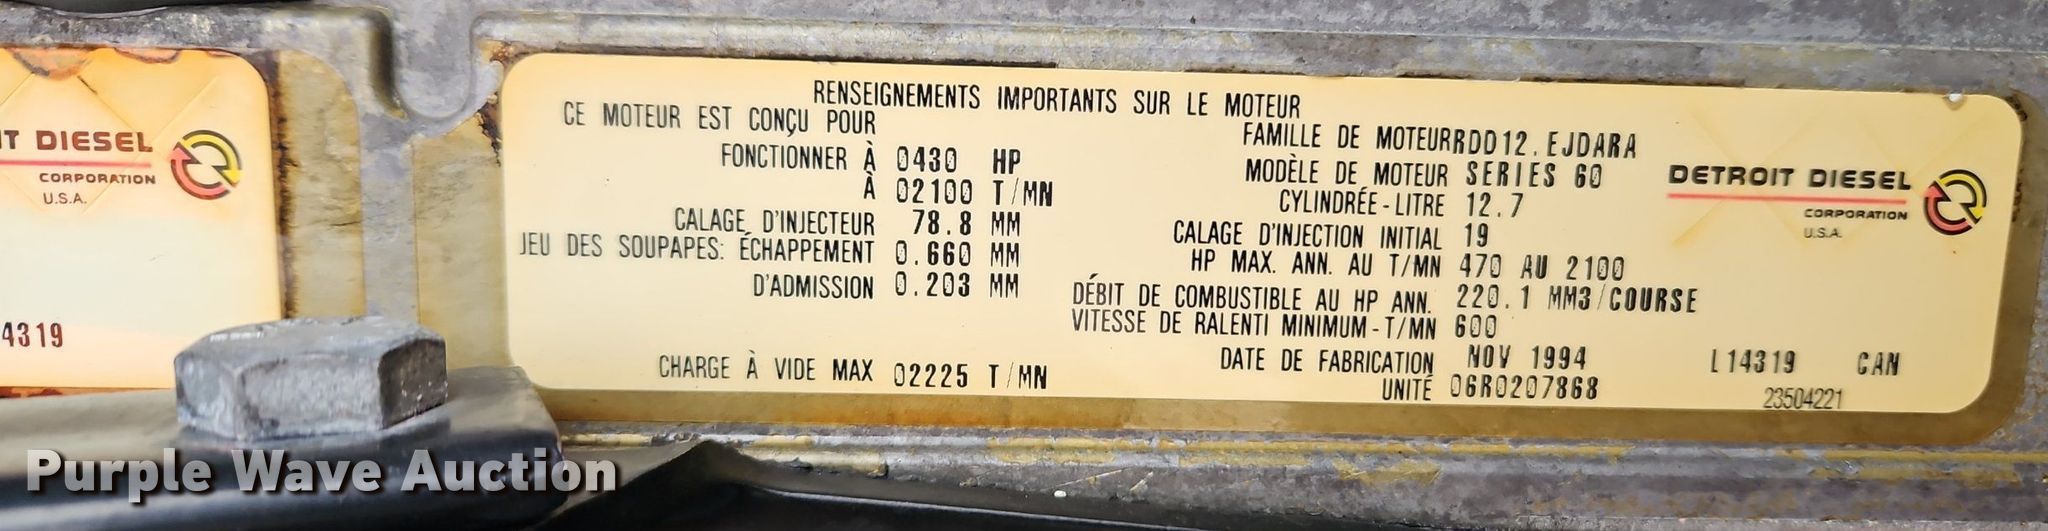 IT DIESEL
CORPORATION
U.S.A.
14319
RENSEIGNEMENTS IMPORTANTS SUR LE MOTEUR
CE MOTEUR EST CONÇU POUR
FONCTIONNER À 0430 HP
À 02100 T/MN
CALAGE D'INJECTEUR 78.8 MM
JEU DES SOUPAPES: ÉCHAPPEMENT 0.660 MM
D'ADMISSION 0.203 MM
CHARGE À VIDE MAX 02225 T/MN
FAMILLE DE MOTEUR RDD12.EJDARA
MODÈLE DE MOTEUR SERIES 60
CYLINDRÉE-LITRE 12.7
CALAGE D'INJECTION INITIAL 19
HP MAX. ANN. AU T/MN 470 AU 2100
DÉBIT DE COMBUSTIBLE AU HP ANN. 220.1 MM3/COURSE
VITESSE DE RALENTI MINIMUM-T/MN 600
DATE DE FABRICATION NOV 1994 L14319 CAN
UNITÉ 06R0207868
23504221
DETROIT DIESEL
CORPORATION
U.S.A.
Purple Wave Auction